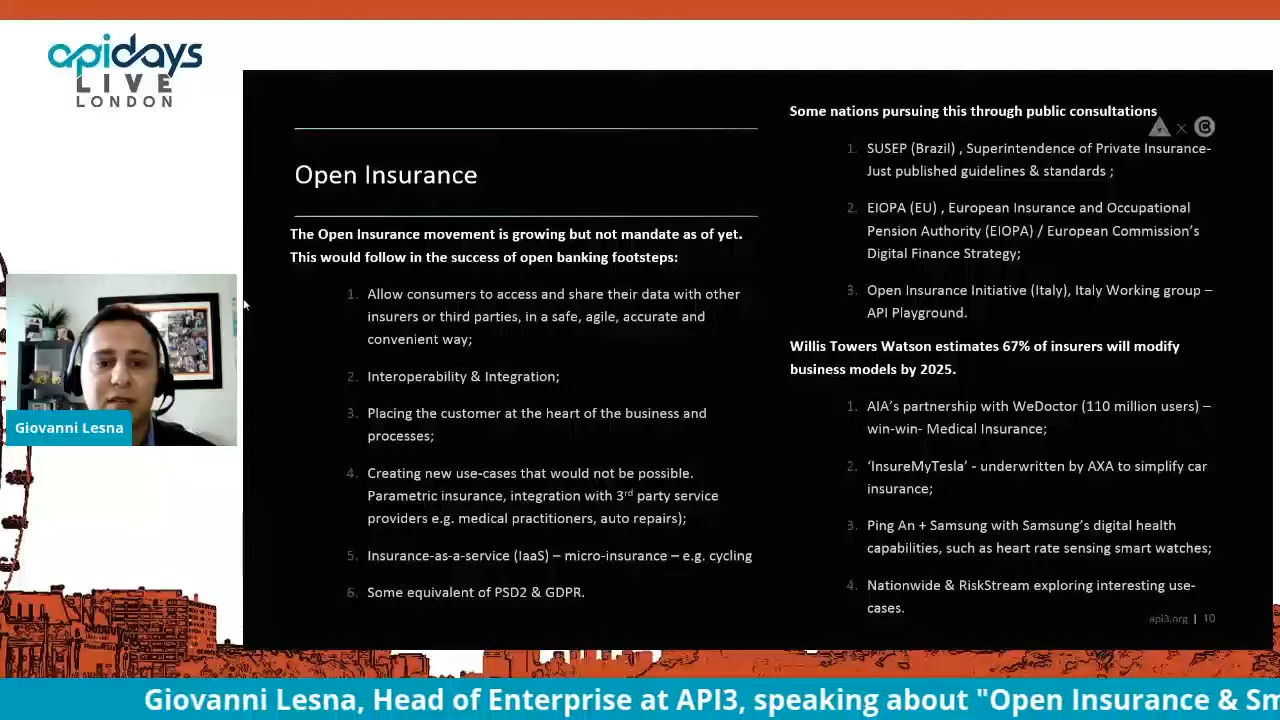 apidays
LIVE
LONDON
Open Insurance
The Open Insurance movement is growing but not mandate as of yet.
This would follow in the success of open banking footsteps:
1. Allow consumers to access and share their data with other
insurers or third parties, in a safe, agile, accurate and
convenient way;
2. Interoperability & Integration;
3. Placing the customer at the heart of the business and
processes;
4. Creating new use-cases that would not be possible.
Parametric insurance, integration with 3rd party service
providers e.g. medical practitioners, auto repairs);
5. Insurance-as-a-service (IaaS) – micro-insurance – e.g. cycling
6. Some equivalent of PSD2 & GDPR.
Some nations pursuing this through public consultations
1. SUSEP (Brazil) , Superintendence of Private Insurance-
Just published guidelines & standards ;
2. EIOPA (EU) , European Insurance and Occupational
Pension Authority (EIOPA) / European Commission's
Digital Finance Strategy;
3. Open Insurance Initiative (Italy), Italy Working group –
API Playground.
Willis Towers Watson estimates 67% of insurers will modify
business models by 2025.
1. AIA's partnership with WeDoctor (110 million users) –
win-win- Medical Insurance;
2. ‘InsureMyTesla’ - underwritten by AXA to simplify car
insurance;
3. Ping An + Samsung with Samsung's digital health
capabilities, such as heart rate sensing smart watches;
4. Nationwide & RiskStream exploring interesting use-
cases.
api3.org | 10
Giovanni Lesna
Giovanni Lesna, Head of Enterprise at API3, speaking about "Open Insurance & Sm